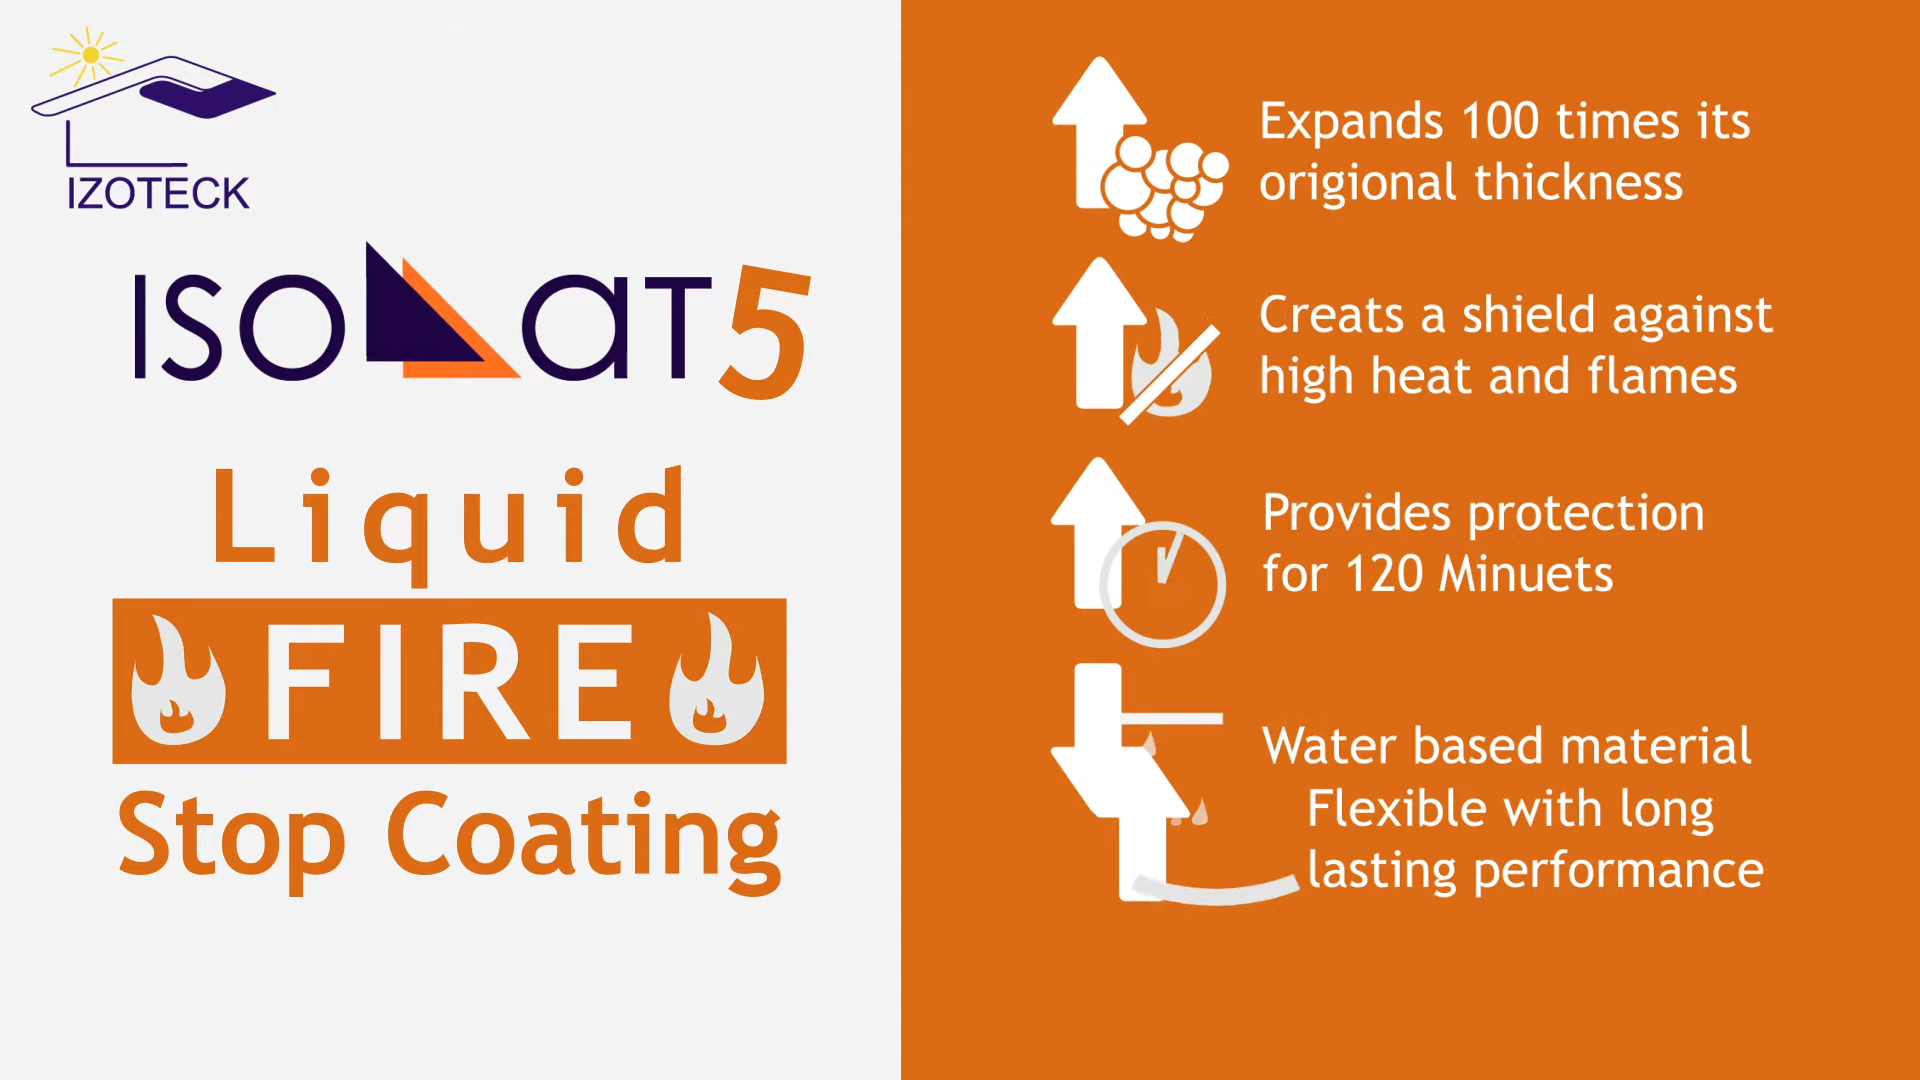 IZOTECK
ISOMAT5
Liquid
FIRE
Stop Coating
Expands 100 times its
origional thickness
Creats a shield against
high heat and flames
Provides protection
for 120 Minuets
Water based material
Flexible with long
lasting performance